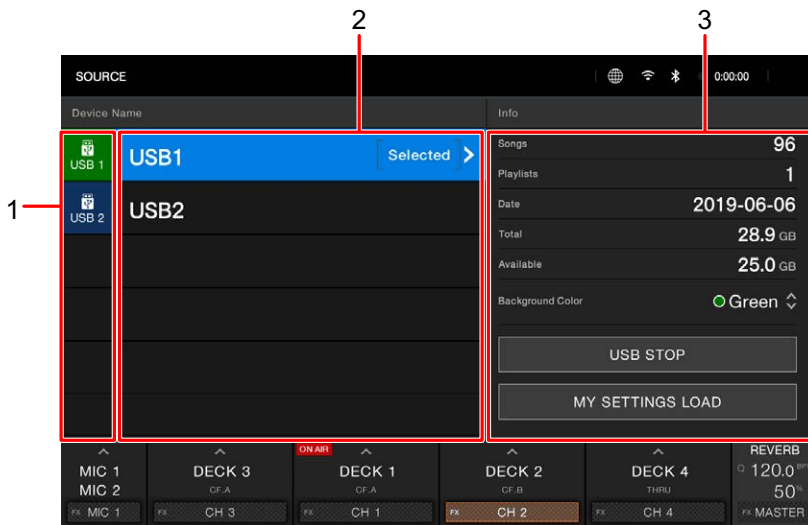 2 3
SOURCE 0:00:00
Device Name Info
USB 1 USB1 Selected Songs 96
Playlists 1
1 USB 2 USB2 Date 2019-06-06
Total 28.9 GB
Available 25.0 GB
Background Color Green
USB STOP
MY SETTINGS LOAD
ON AIR REVERB
MIC 1 DECK 3 DECK 1 DECK 2 DECK 4 Q 120.0
MIC 2 CF.A CF.A CF.B THRU 50%
FX MIC 1 FX CH 3 FX CH 1 FX CH 2 FX CH 4 FX MASTER